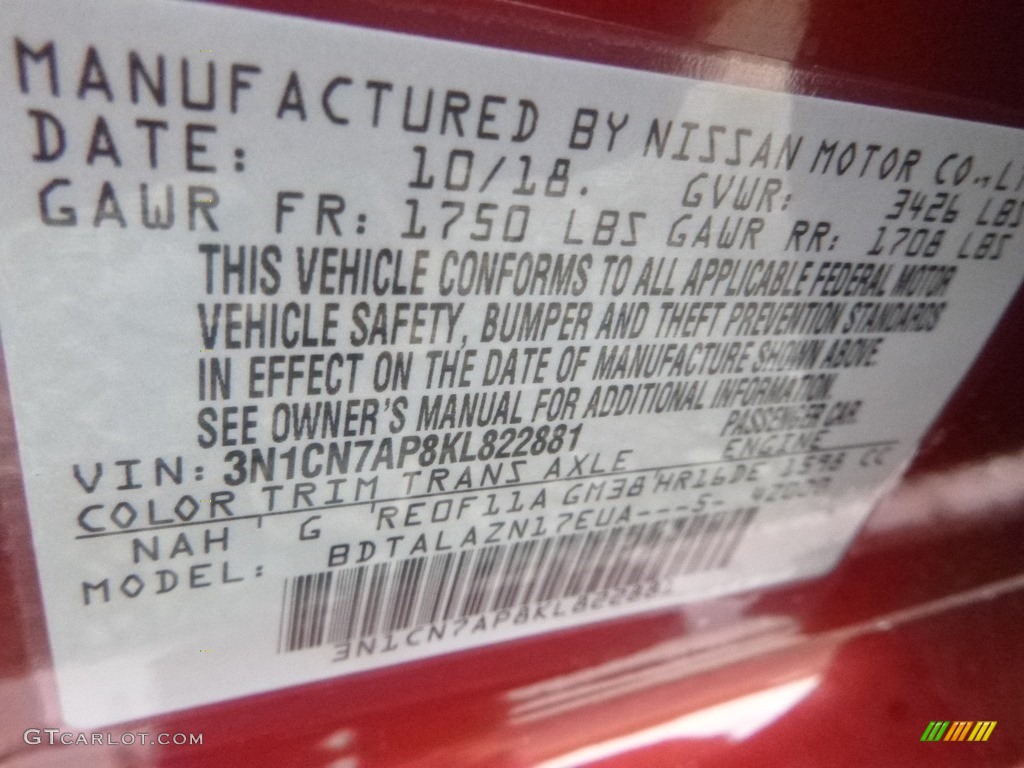 MANUFACTURED BY NISSAN MOTOR CO.,LT
DATE: 10/18. GVWR: 3426 LBS
GAWR FR: 1750 LBS GAWR RR: 1708 LBS
THIS VEHICLE CONFORMS TO ALL APPLICABLE FEDERAL MOTOR
VEHICLE SAFETY, BUMPER AND THEFT PREVENTION STANDARDS
IN EFFECT ON THE DATE OF MANUFACTURE SHOWN ABOVE.
SEE OWNER'S MANUAL FOR ADDITIONAL INFORMATION.
VIN: 3N1CN7AP8KL822881 PASSENGER CAR
COLOR TRIM TRANS AXLE ENGINE
NAH G RE0F11A GM38 HR16DE 1598 CC
MODEL: BDTALAZN17EUA---S-
3N1CN7AP8KL822881
GTCARLOT.COM